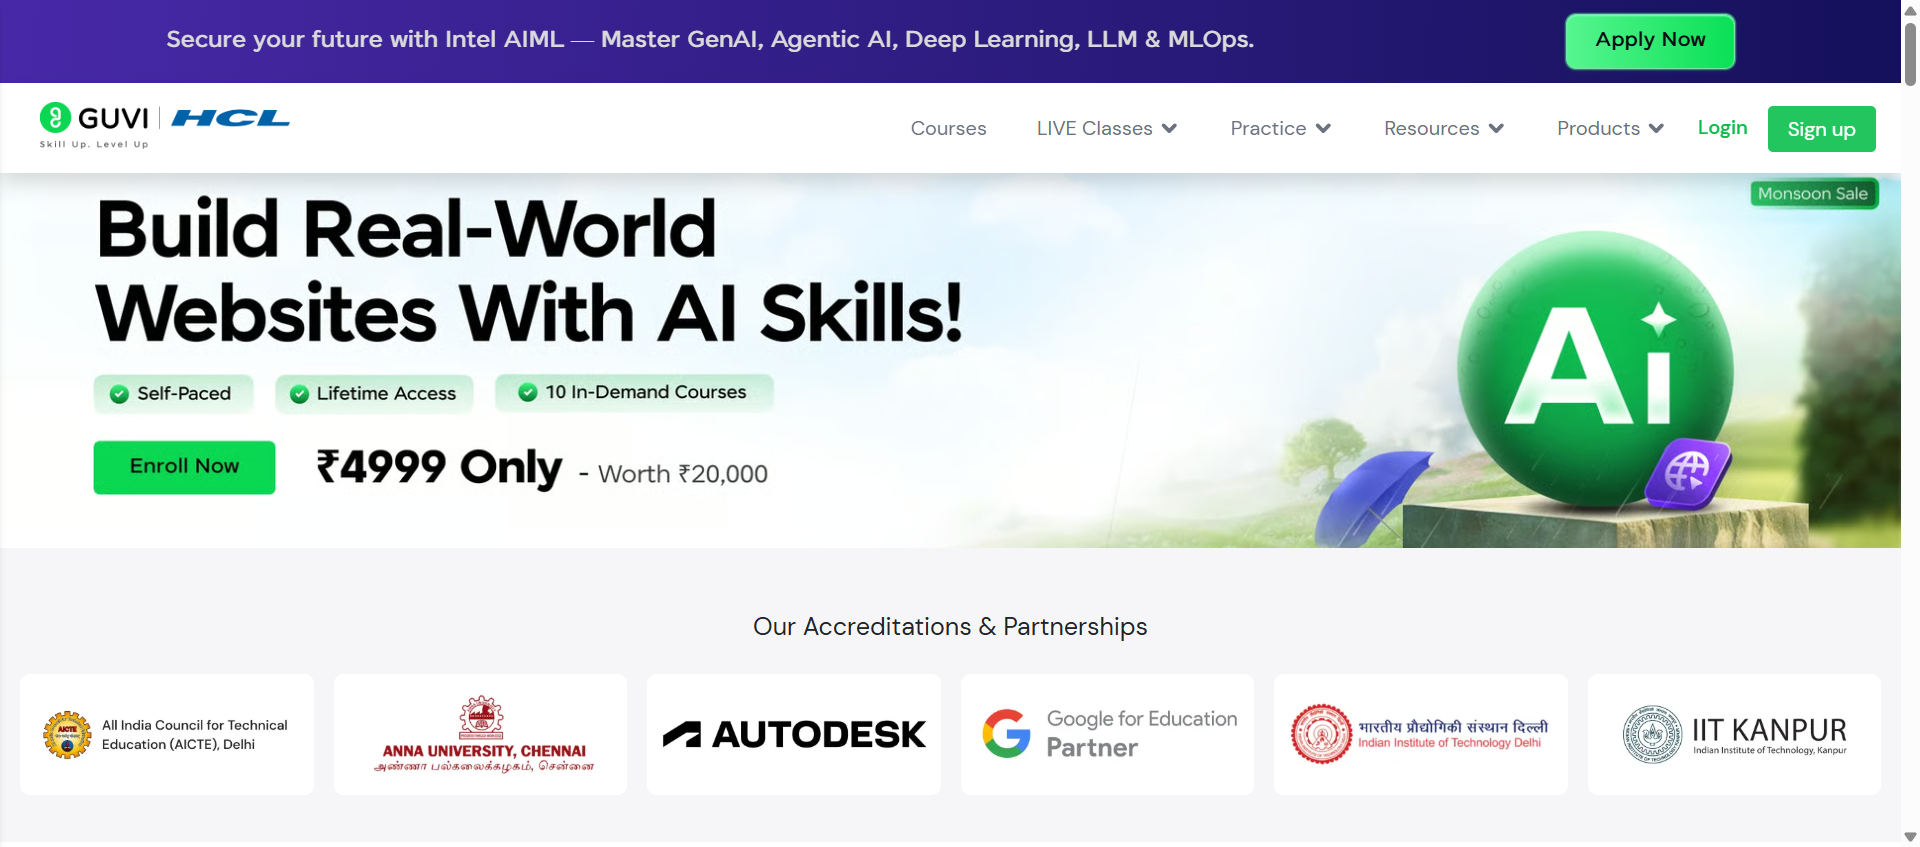 Secure your future with Intel AIML — Master GenAI, Agentic AI, Deep Learning, LLM & MLOps.
Apply Now
GUVI
HCL
Skill Up. Level Up
Courses
LIVE Classes
Practice
Resources
Products
Login
Sign up
Monsoon Sale
Build Real-World
Websites With AI Skills!
Self-Paced
Lifetime Access
10 In-Demand Courses
Enroll Now
₹4999 Only - Worth ₹20,000
Ai
Our Accreditations & Partnerships
AICTE
All India Council for Technical
Education (AICTE), Delhi
ANNA UNIVERSITY, CHENNAI
அண்ணா பல்கலைக்கழகம், சென்னை
AUTODESK
Google for Education
Partner
भारतीय प्रौद्योगिकी संस्थान दिल्ली
Indian Institute of Technology Delhi
IIT KANPUR
Indian Institute of Technology, Kanpur